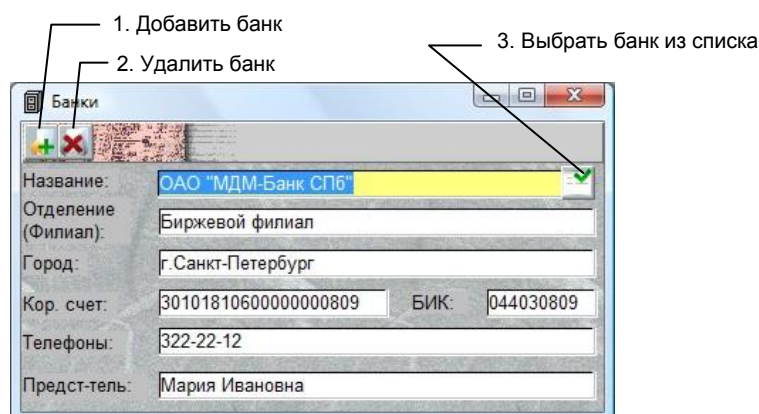 1. Добавить банк
3. Выбрать банк из списка
2. Удалить банк
Банки
Название: ОАО "МДМ-Банк СПб"
Отделение
(Филиал): Биржевой филиал
Город: г.Санкт-Петербург
Кор. счет: 30101810600000000809 БИК: 044030809
Телефоны: 322-22-12
Предст-тель: Мария Ивановна